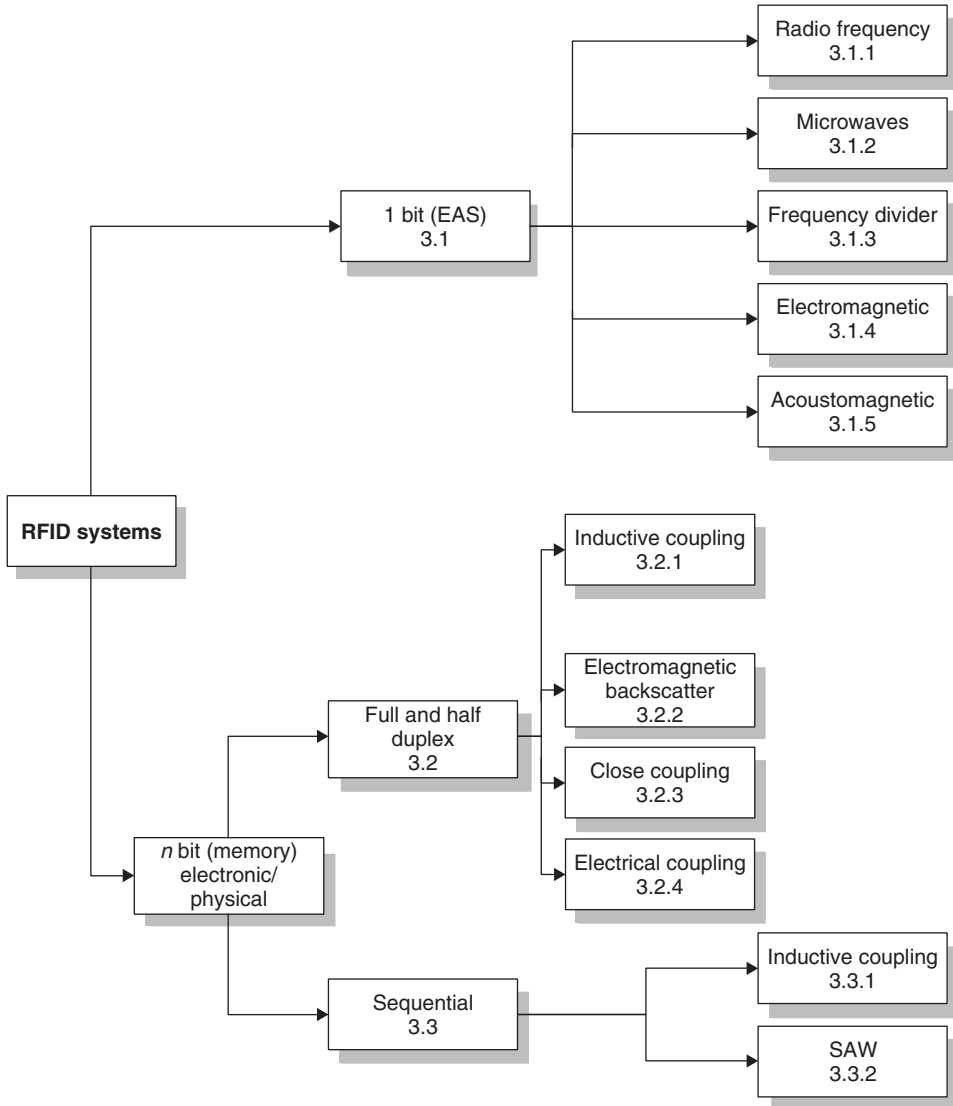 Radio frequency
3.1.1
Microwaves
3.1.2
1 bit (EAS)
3.1
Frequency divider
3.1.3
Electromagnetic
3.1.4
Acoustomagnetic
3.1.5
RFID systems
Inductive coupling
3.2.1
Electromagnetic
backscatter
3.2.2
Full and half
duplex
3.2
Close coupling
3.2.3
n bit (memory)
electronic/
physical
Electrical coupling
3.2.4
Inductive coupling
3.3.1
Sequential
3.3
SAW
3.3.2